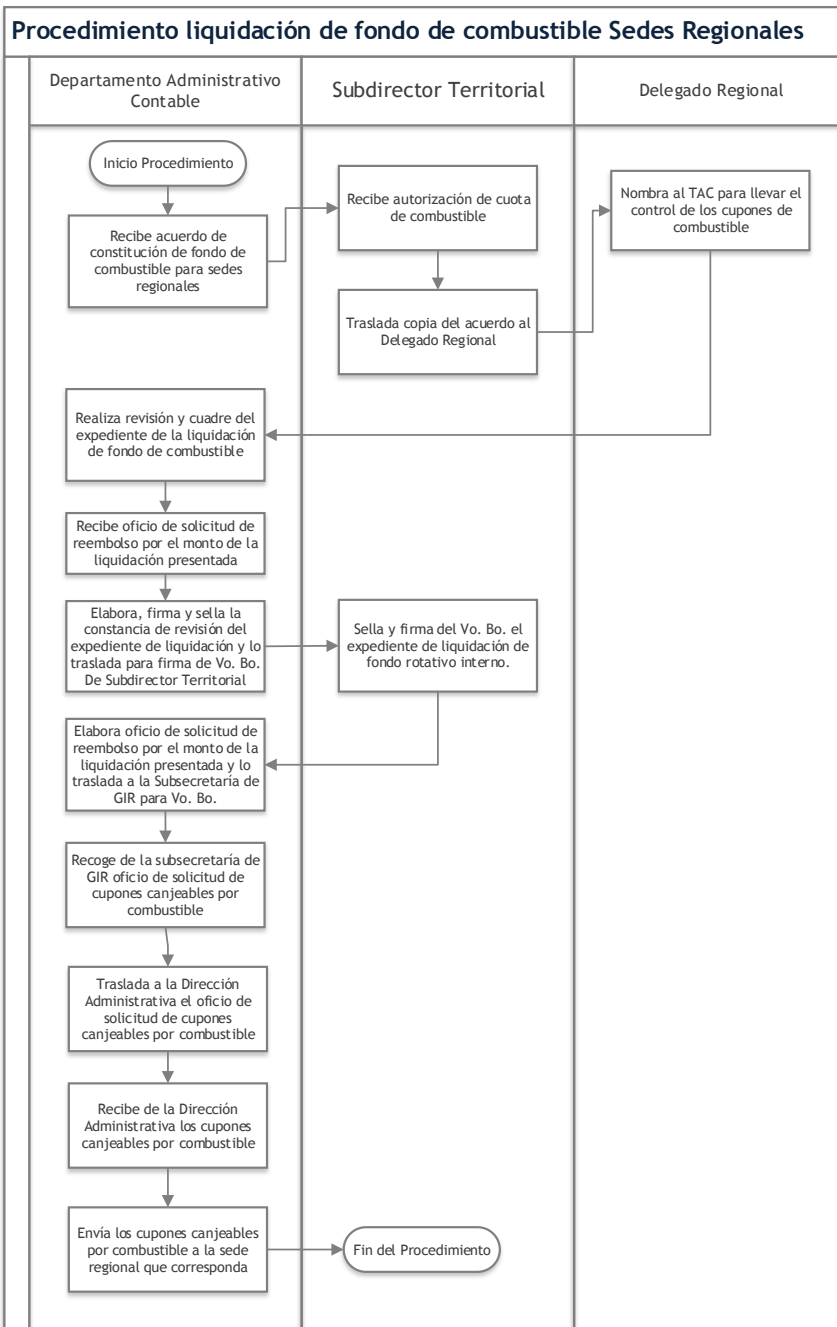 Procedimiento liquidación de fondo de combustible Sedes Regionales
Departamento Administrativo
Contable
Subdirector Territorial
Delegado Regional
Inicio Procedimiento
Recibe acuerdo de
constitución de fondo de
combustible para sedes
regionales
Recibe autorización de cuota
de combustible
Traslada copia del acuerdo al
Delegado Regional
Nombra al TAC para llevar el
control de los cupones de
combustible
Realiza revisión y cuadre del
expediente de la liquidación
de fondo de combustible
Recibe oficio de solicitud de
reembolso por el monto de la
liquidación presentada
Elabora, firma y sella la
constancia de revisión del
expediente de liquidación y lo
traslada para firma de Vo. Bo.
De Subdirector Territorial
Sella y firma del Vo. Bo. el
expediente de liquidación de
fondo rotativo interno.
Elabora oficio de solicitud de
reembolso por el monto de la
liquidación presentada y lo
traslada a la Subsecretaría de
GIR para Vo. Bo.
Recoge de la subsecretaría de
GIR oficio de solicitud de
cupones canjeables por
combustible
Traslada a la Dirección
Administrativa el oficio de
solicitud de cupones
canjeables por combustible
Recibe de la Dirección
Administrativa los cupones
canjeables por combustible
Envía los cupones canjeables
por combustible a la sede
regional que corresponda
Fin del Procedimiento